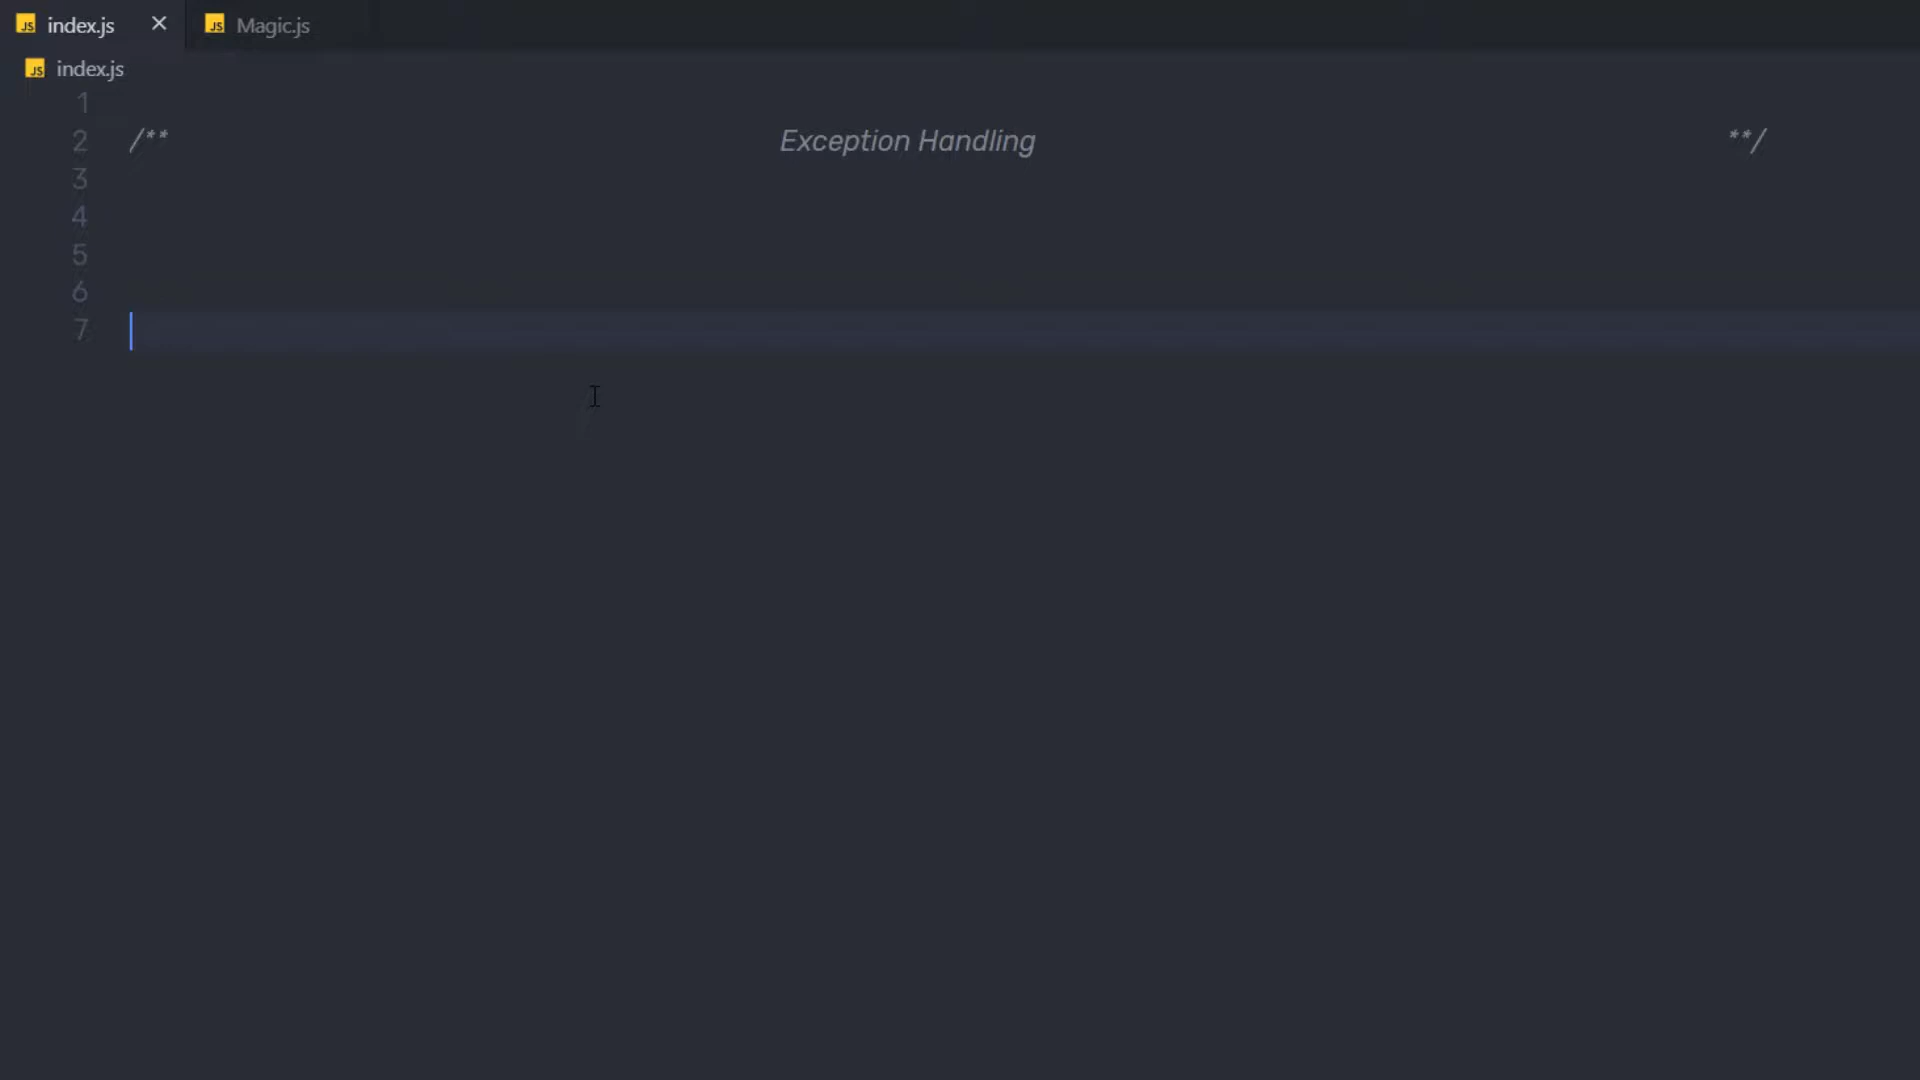 index.js Magic.js
index.js
1
2 /** Exception Handling **/
3
4
5
6
7